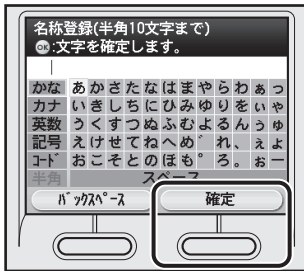 名称登録(半角10文字まで)
OK:文字を確定します。
かな あかさたなはまやらわぁっ
カナ いきしちにひみゆりをぃゃ
英数 うくすつぬふむよるんぅゅ
記号 えけせてねへめ゛れ、ぇょ
ｺｰﾄﾞ おこそとのほも゜ろ。ぉー
半角 スペース
ﾊﾞｯｸｽﾍﾟｰｽ 確定